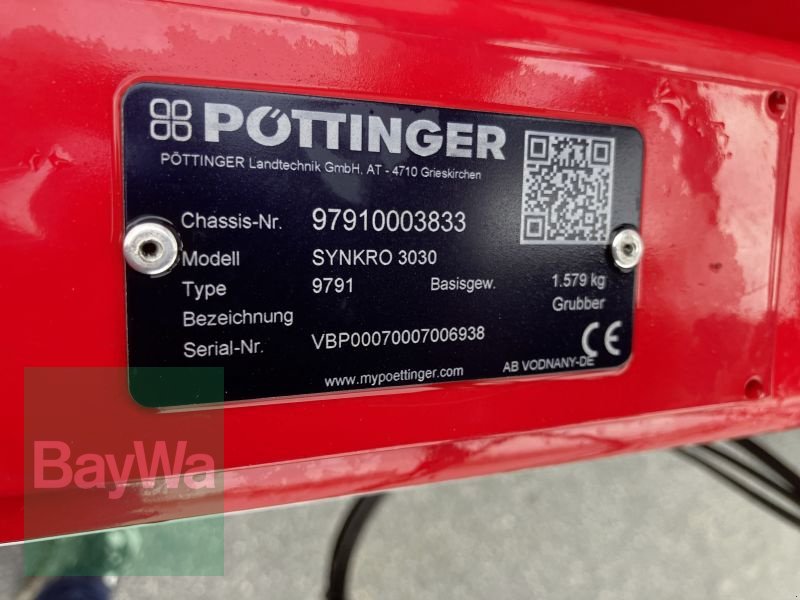 PÖTTINGER
PÖTTINGER Landtechnik GmbH, AT - 4710 Grieskirchen
Chassis-Nr. 97910003833
Modell SYNKRO 3030
Type 9791 Basisgew. 1.579 kg
Bezeichnung Grubber
Serial-Nr. VBP00070007006938
CE
www.mypoettinger.com AB VODNANY-DE
BayWa